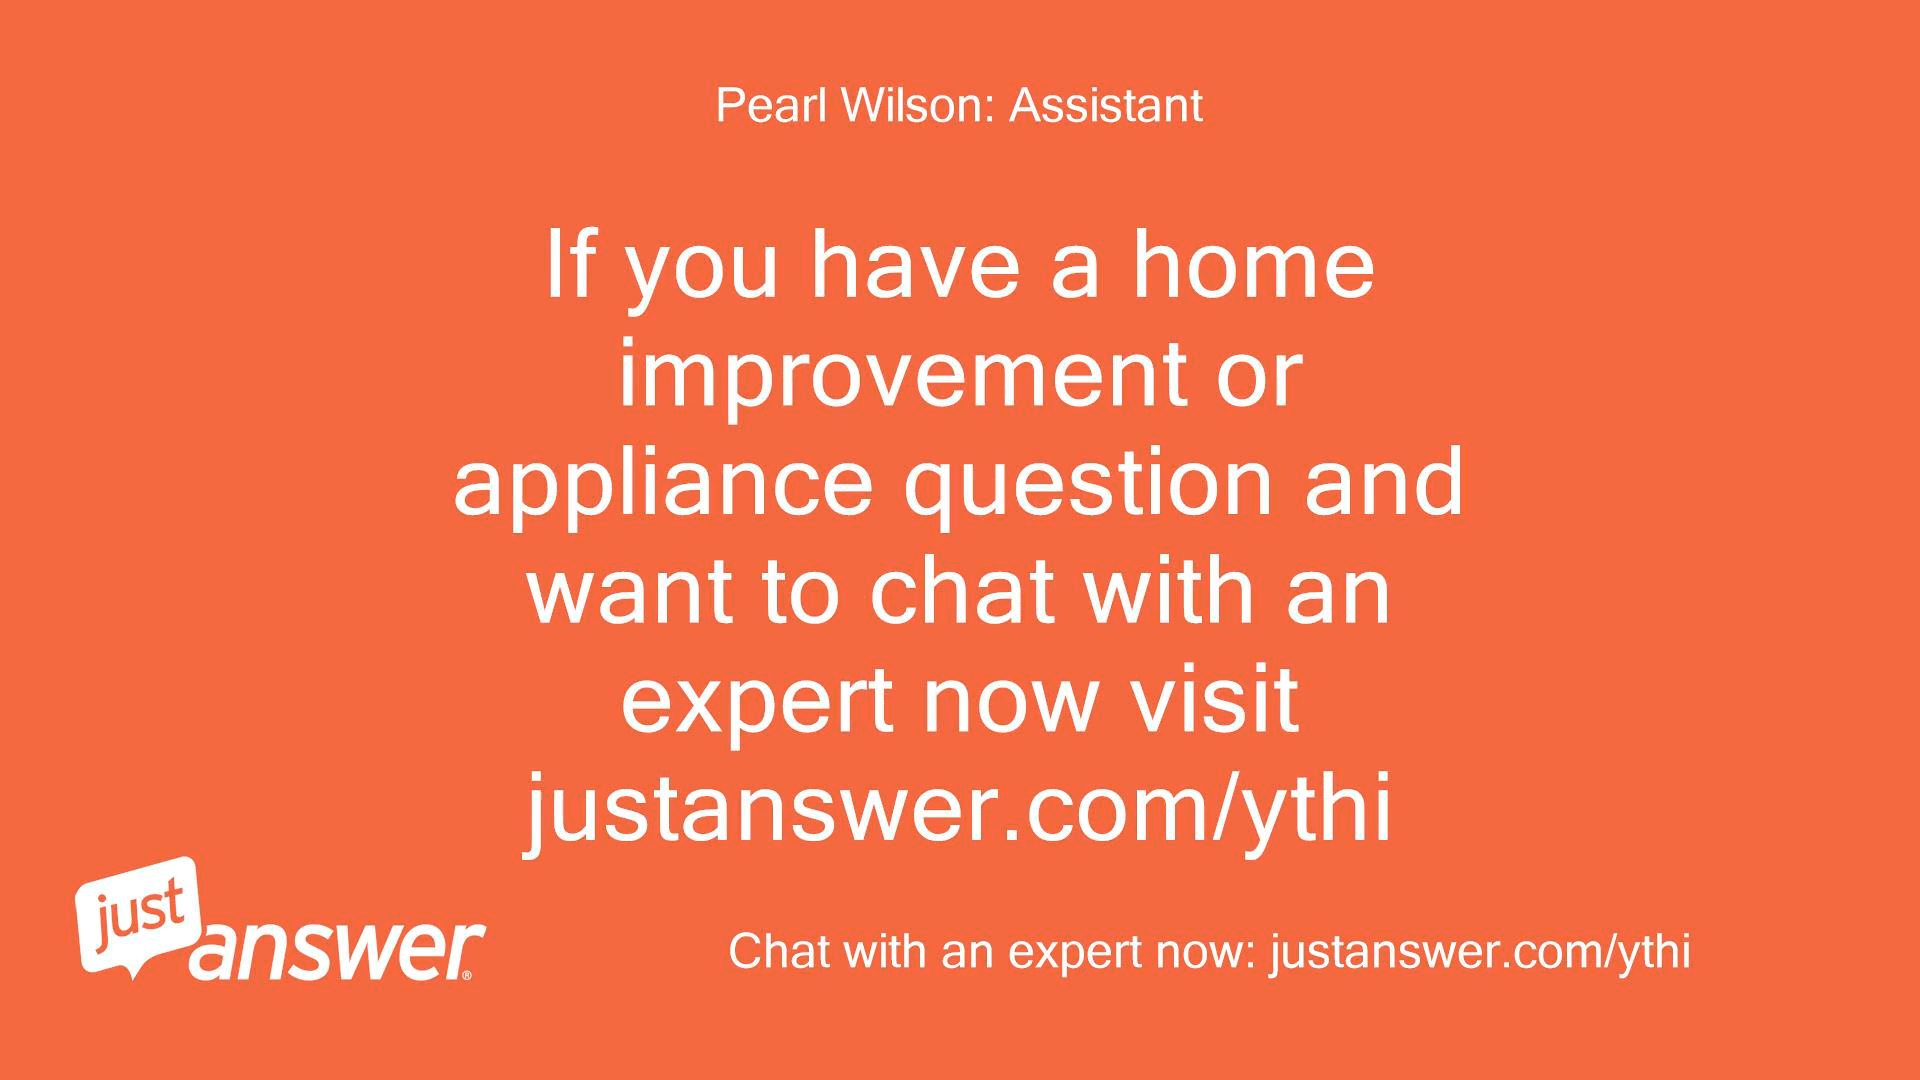 Pearl Wilson: Assistant
If you have a home
improvement or
appliance question and
want to chat with an
expert now visit
justanswer.com/ythi
just
answer®
Chat with an expert now: justanswer.com/ythi